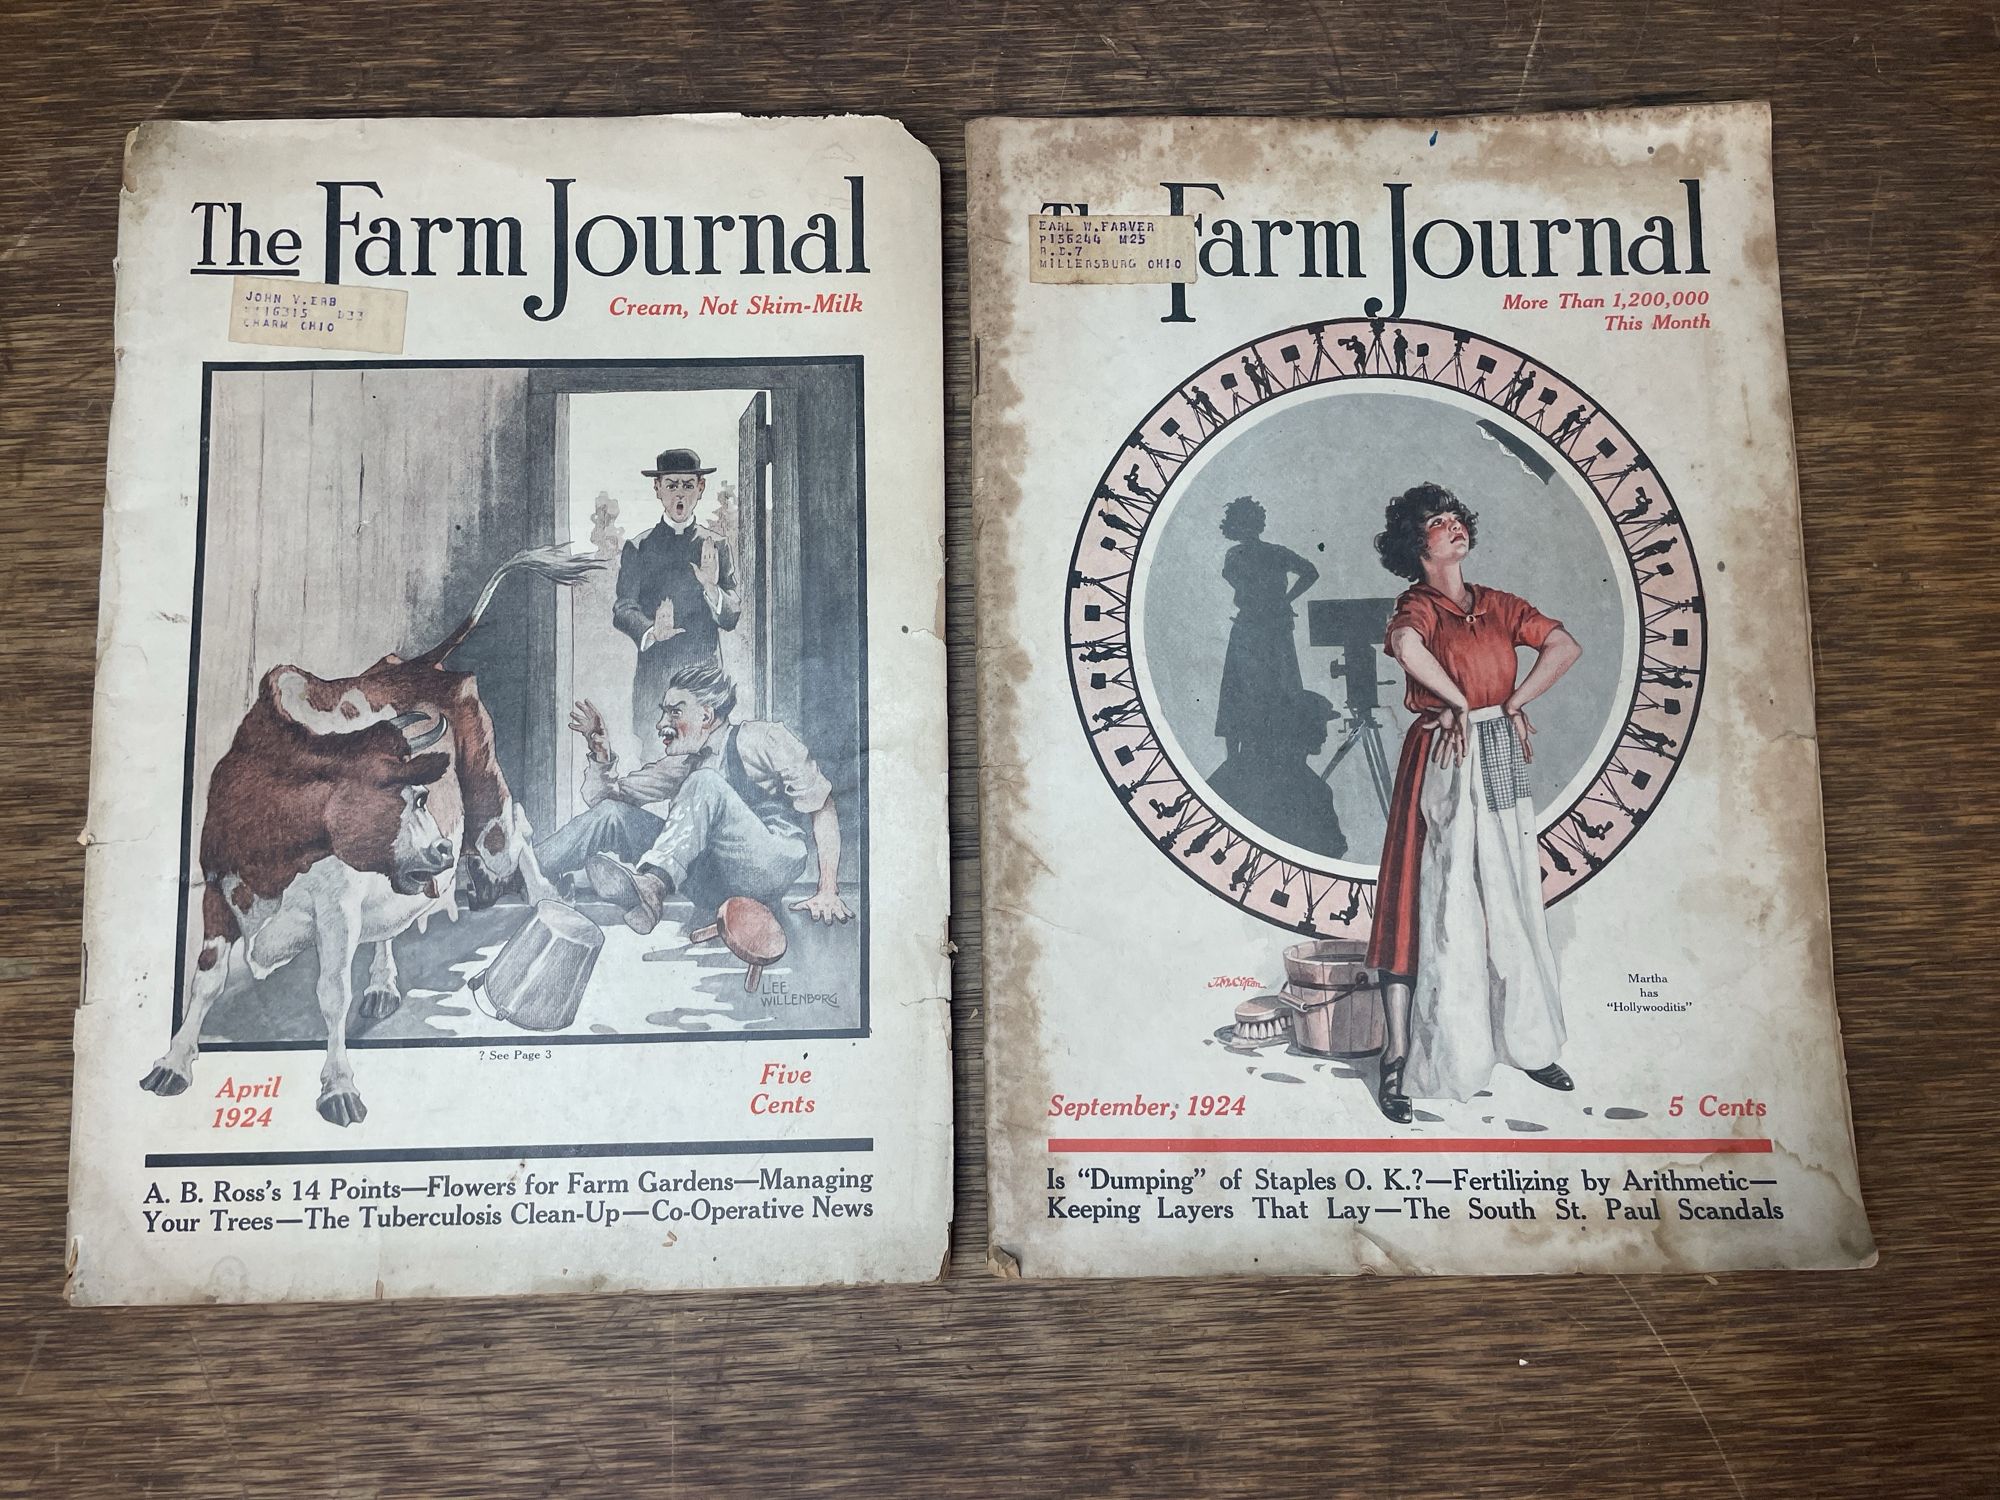 The Farm Journal
JOHN V. ERB
CHARM OHIO
Cream, Not Skim-Milk
LEE
WILLENBORG
? See Page 3
April
1924
Five
Cents
A. B. Ross's 14 Points—Flowers for Farm Gardens—Managing
Your Trees—The Tuberculosis Clean-Up—Co-Operative News
Farm Journal
EARL W. FARVER
P156244 M25
R.D.7
MILLERSBURG OHIO
More Than 1,200,000
This Month
J.M.Clifton
Martha
has
“Hollywooditis”
September, 1924
5 Cents
Is “Dumping” of Staples O. K.?—Fertilizing by Arithmetic—
Keeping Layers That Lay—The South St. Paul Scandals